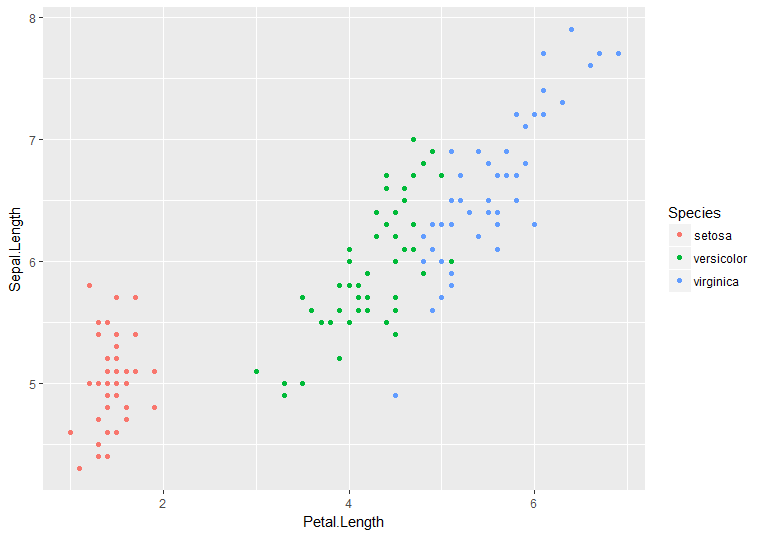 8
7
6
5
Sepal.Length
2
4
6
Petal.Length
Species
setosa
versicolor
virginica